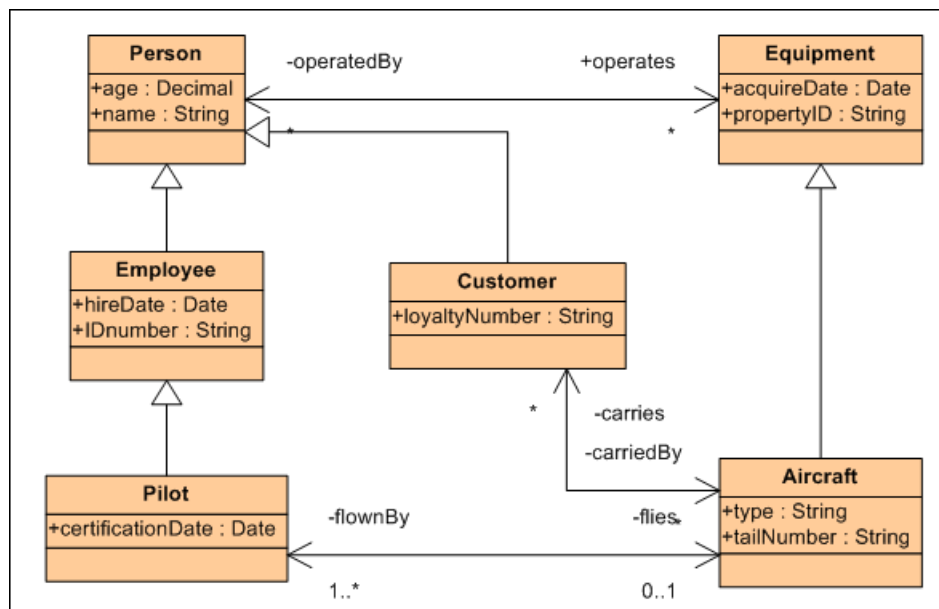 Person
+age : Decimal
+name : String
-operatedBy
+operates
*
*
Equipment
+acquireDate : Date
+propertyID : String
Employee
+hireDate : Date
+IDnumber : String
Customer
+loyaltyNumber : String
*
-carries
-carriedBy
Pilot
+certificationDate : Date
-flownBy
-flies
*
1..*
0..1
Aircraft
+type : String
+tailNumber : String